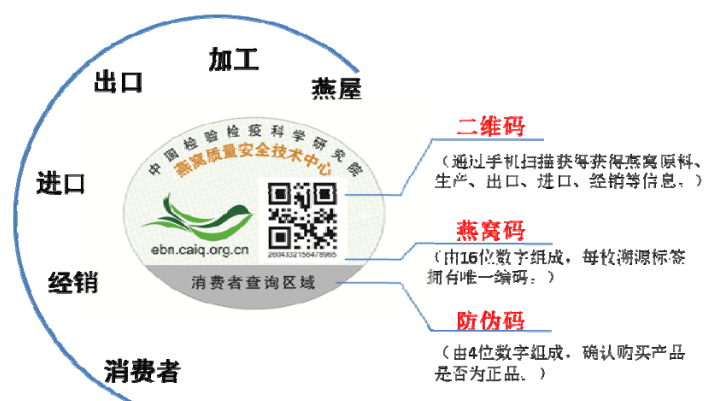 加工
出口
燕屋
进口
经销
消费者
中国检验检疫科学研究院
燕窝质量安全技术中心
ebn.caiq.org.cn
2604332156478965
消费者查询区域
二维码
（通过手机扫描获得获得燕窝原料、
生产、出口、进口、经销等信息。）
燕窝码
（由16位数字组成，每枚溯源标签
拥有唯一编码。）
防伪码
（由4位数字组成，确认购买产品
是否为正品。）